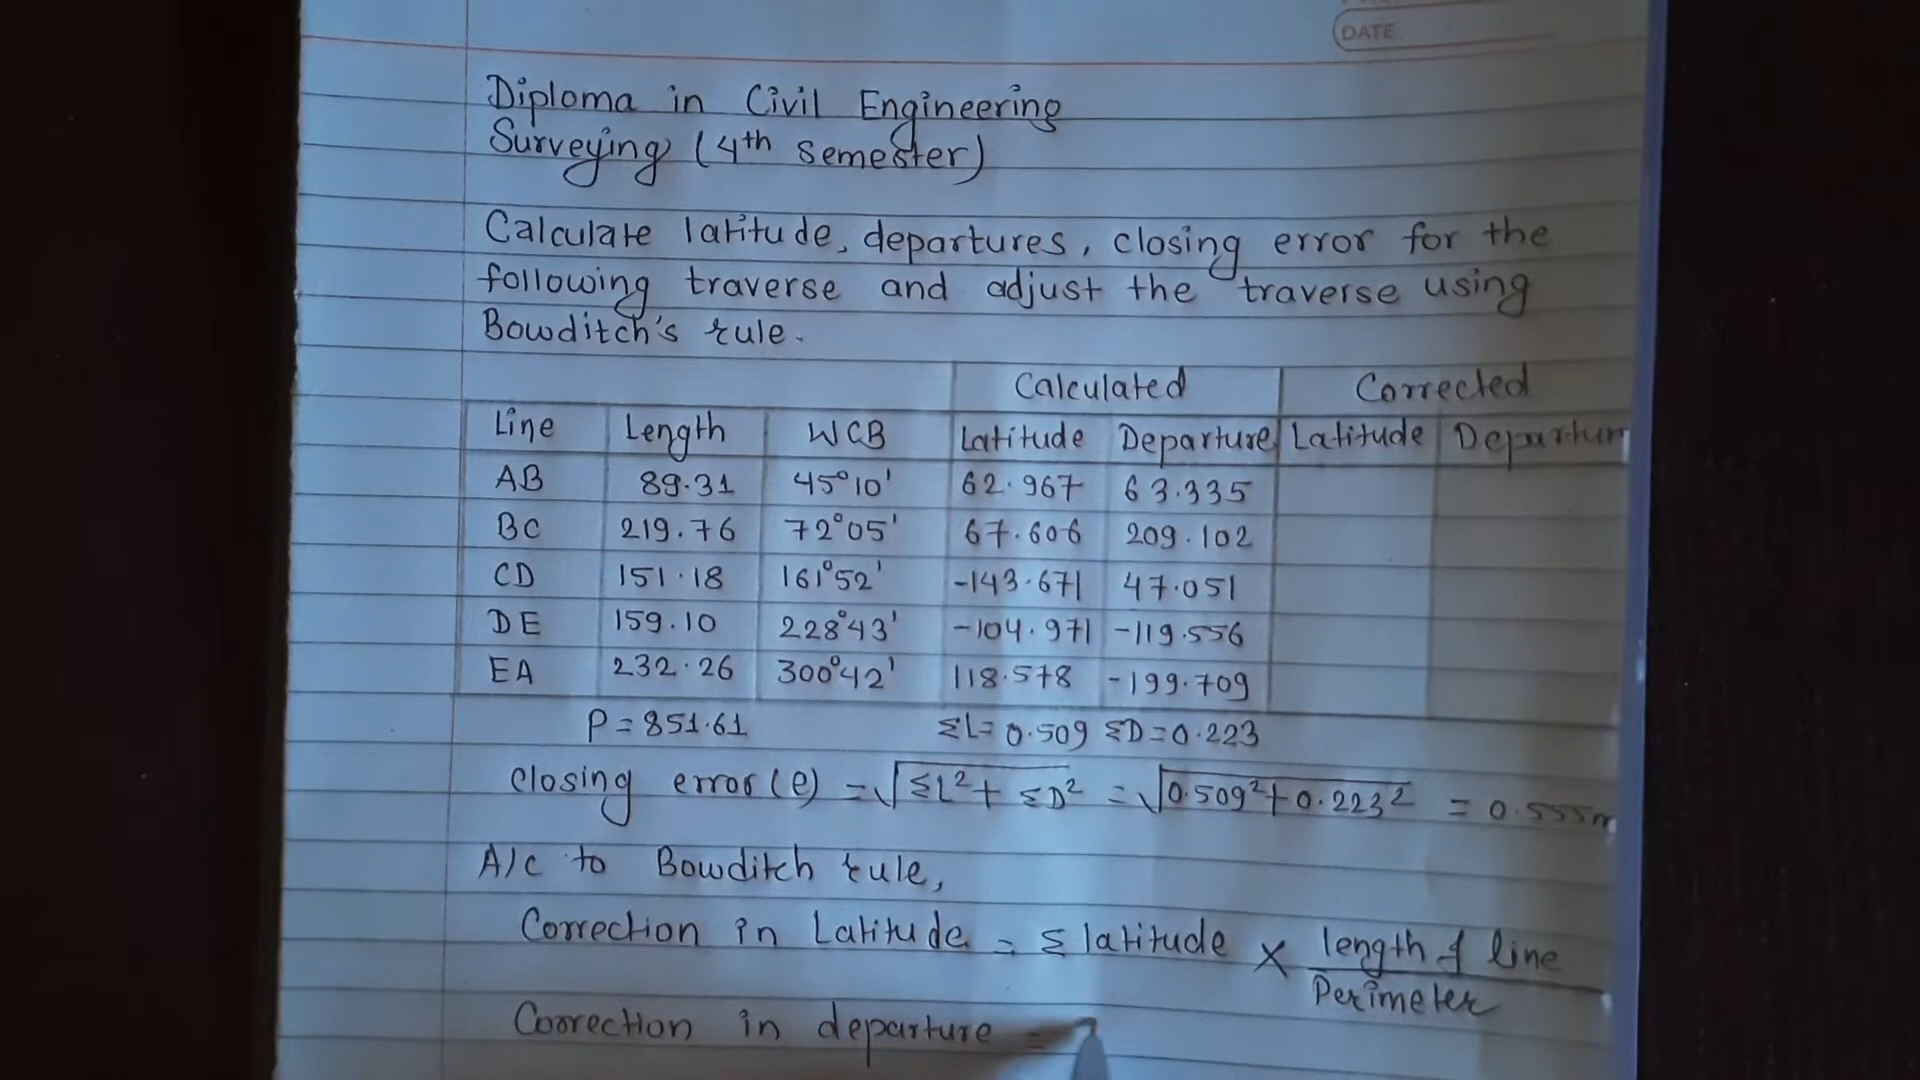 DATE
Diploma in Civil Engineering
Surveying (4th semester)
Calculate latitude, departures, closing error for the
following traverse and adjust the traverse using
Bowditch's rule.
Calculated Corrected
Line Length WCB Latitude Departure Latitude Departur
AB 89.31 45°10' 62.967 63.335
BC 219.76 72°05' 67.606 209.102
CD 151.18 161°52' -143.671 47.051
DE 159.10 228°43' -104.971 -119.556
EA 232.26 300°42' 118.578 -199.709
P = 851.61 ΣL= 0.509 ΣD=0.223
Closing error (e) = √ΣL²+ ΣD² = √0.509²+0.223² = 0.555m
A/c to Bowditch rule,
Correction in Latitude = Σ latitude × length of line
Perimeter
Correction in departure =